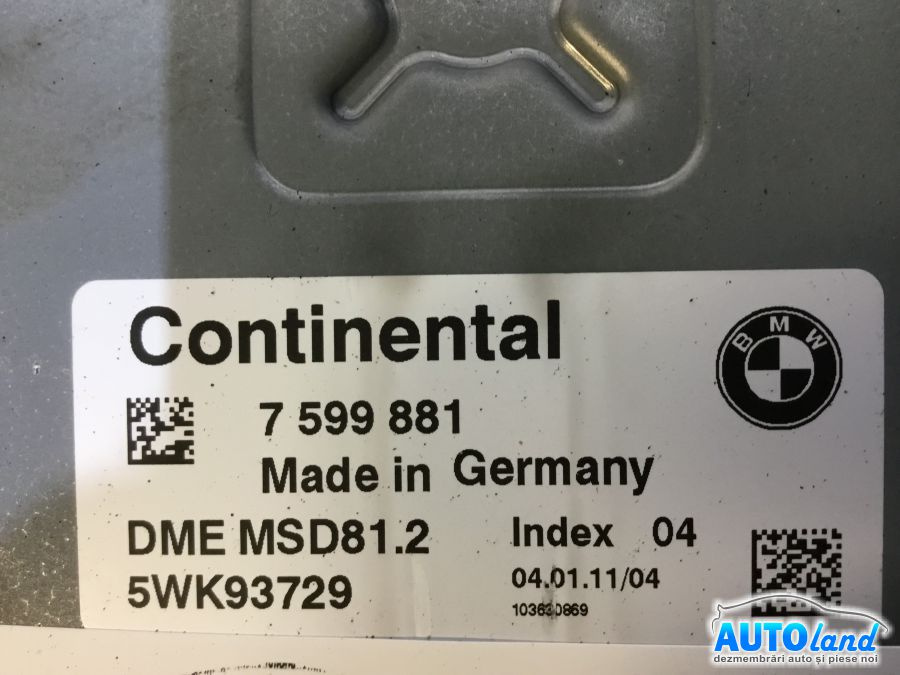 Continental
BMW
7 599 881
Made in Germany
DME MSD81.2
Index 04
5WK93729
04.01.11/04
103630869
AUTOland
dezmembrări auto și piese noi